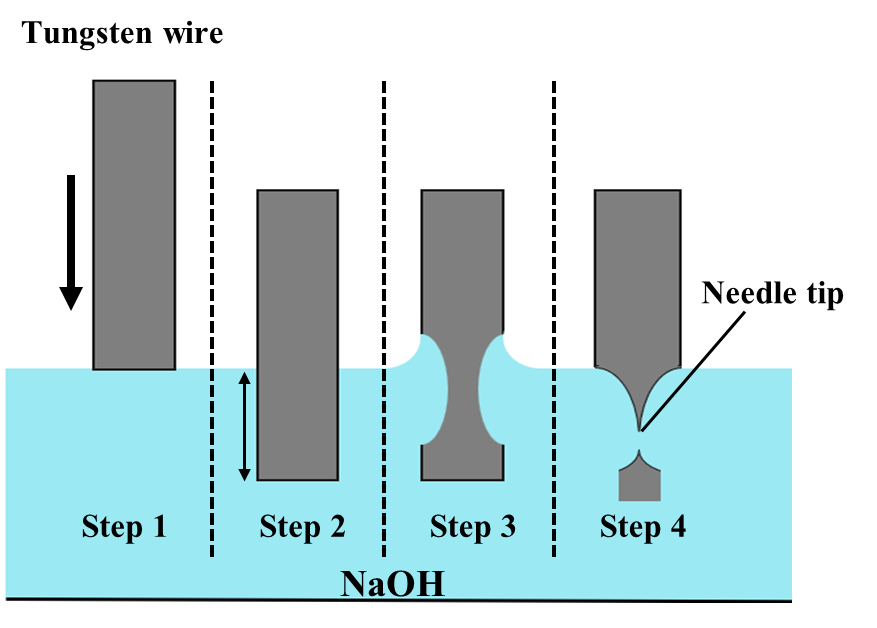 Tungsten wire
Needle tip
Step 1
Step 2
Step 3
Step 4
NaOH